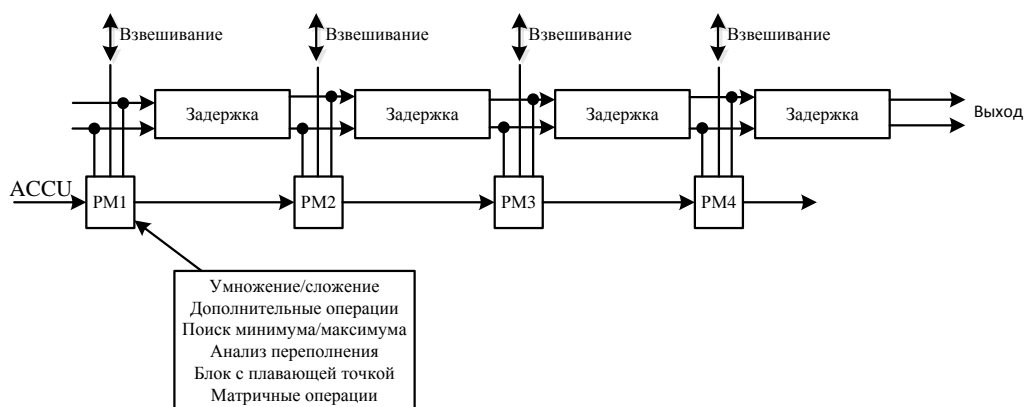 Взвешивание Взвешивание Взвешивание Взвешивание
Задержка Задержка Задержка Задержка Выход
ACCU PM1 PM2 PM3 PM4
Умножение/сложение
Дополнительные операции
Поиск минимума/максимума
Анализ переполнения
Блок с плавающей точкой
Матричные операции